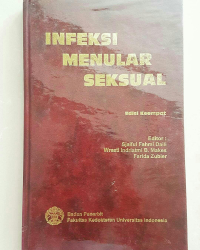 INFEKSI
MENULAR
SEKSUAL
Edisi Keempat
Editor :
Sjaiful Fahmi Daili
Wresti Indriatmi B. Makes
Farida Zubier
Badan Penerbit
Fakultas Kedokteran Universitas Indonesia